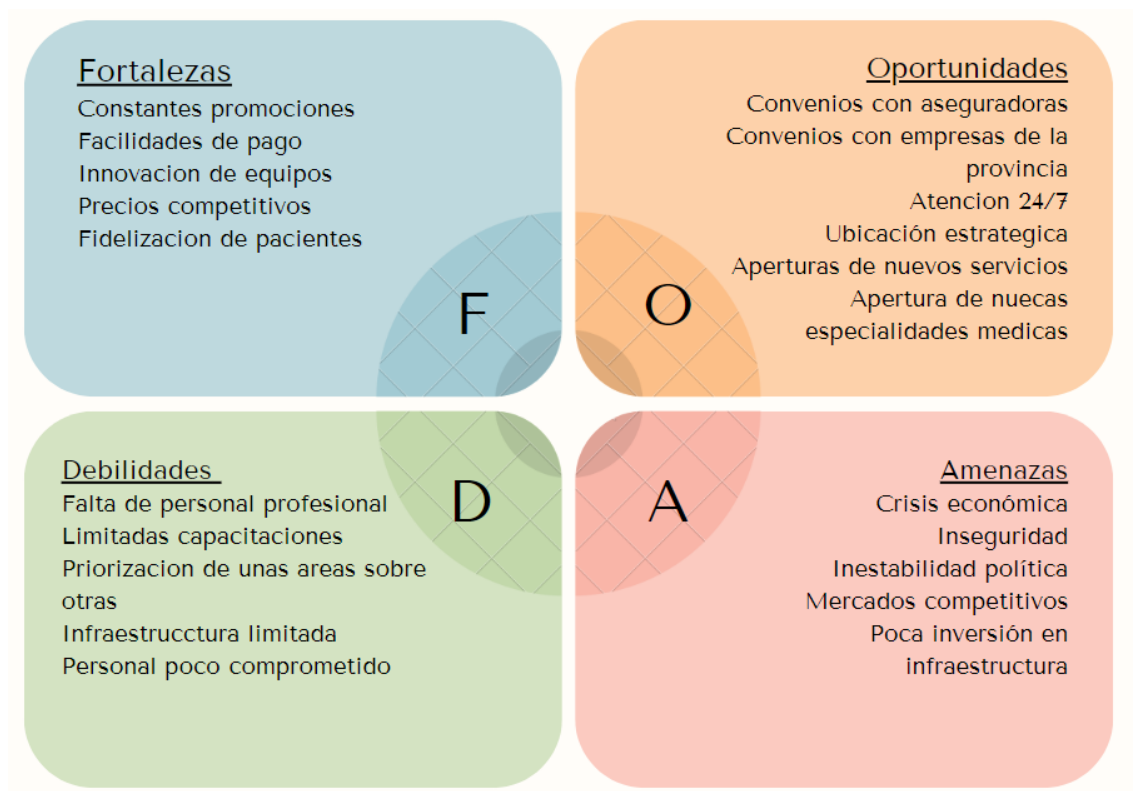 Fortalezas
Constantes promociones
Facilidades de pago
Innovacion de equipos
Precios competitivos
Fidelizacion de pacientes
F
Oportunidades
Convenios con aseguradoras
Convenios con empresas de la
provincia
Atencion 24/7
Ubicación estrategica
Aperturas de nuevos servicios
Apertura de nuecas
especialidades medicas
O
Debilidades
Falta de personal profesional
Limitadas capacitaciones
Priorizacion de unas areas sobre
otras
Infraestrucctura limitada
Personal poco comprometido
D
Amenazas
Crisis económica
Inseguridad
Inestabilidad política
Mercados competitivos
Poca inversión en
infraestructura
A